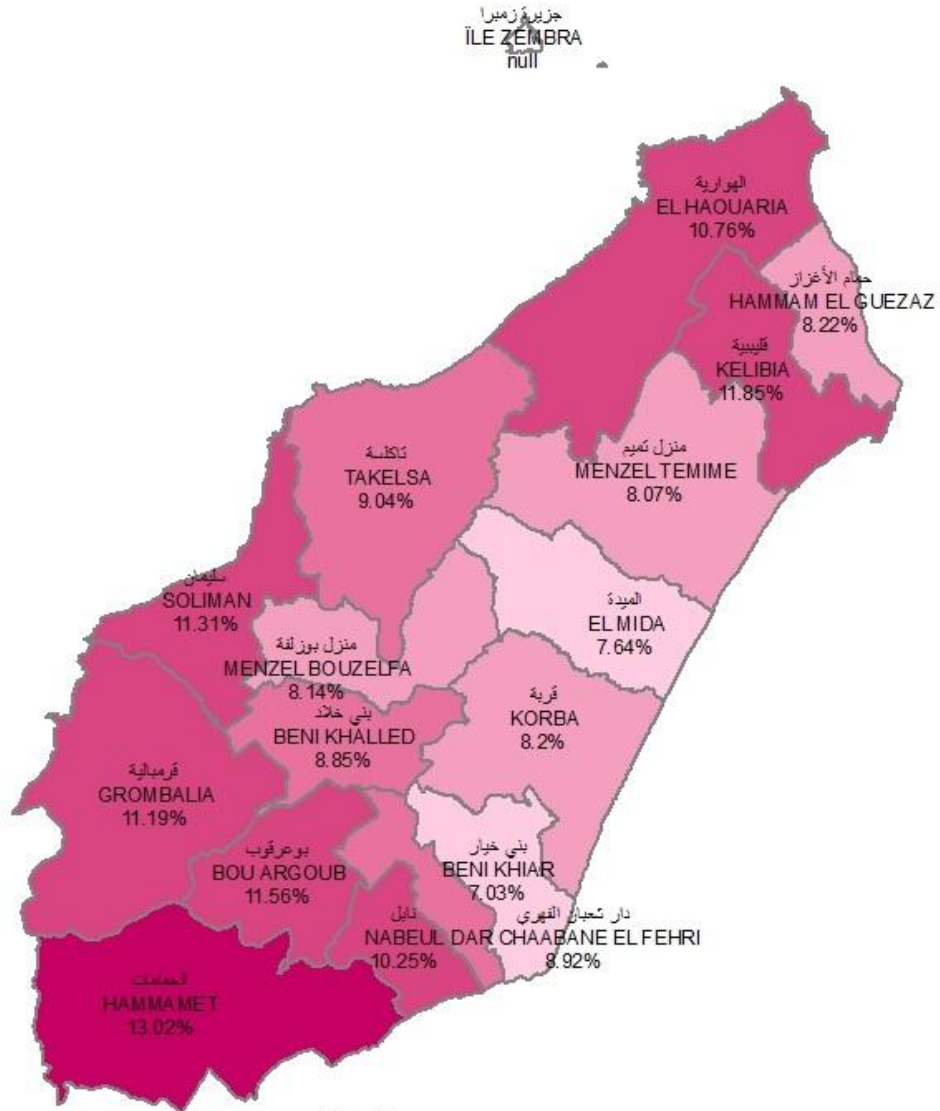 جزيرة زمبرا
ÎLE ZEMBRA
null
الهوارية
EL HAOUARIA
10.76%
حمام الأغزاز
HAMMAM EL GUEZAZ
8.22%
قليبية
KELIBIA
11.85%
منزل تميم
MENZEL TEMIME
8.07%
تاكلسة
TAKELSA
9.04%
سليمان
SOLIMAN
11.31%
الميدة
EL MIDA
7.64%
منزل بوزلفة
MENZEL BOUZELFA
8.14%
قربة
KORBA
8.2%
بني خلاد
BENI KHALLED
8.85%
قرمبالية
GROMBALIA
11.19%
بوعرقوب
BOU ARGOUB
11.56%
بني خيار
BENI KHIAR
7.03%
نابل
NABEUL
10.25%
دار شعبان الفهري
DAR CHAABANE EL FEHRI
8.92%
الحمامات
HAMMAMET
13.02%